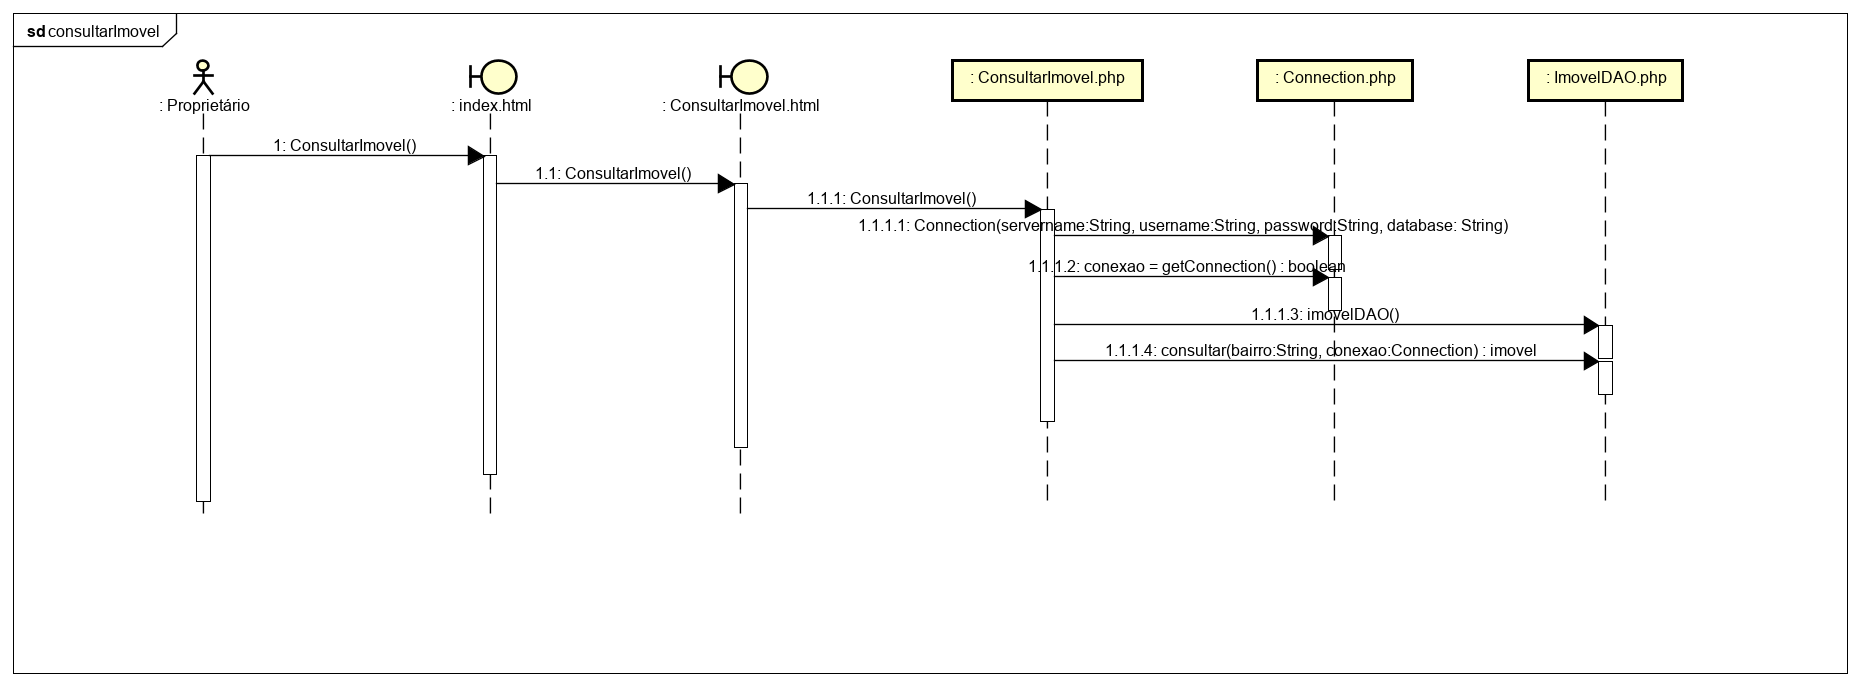 sd consultarImovel
: Proprietário
: index.html
: ConsultarImovel.html
: ConsultarImovel.php
: Connection.php
: ImovelDAO.php
1: ConsultarImovel()
1.1: ConsultarImovel()
1.1.1: ConsultarImovel()
1.1.1.1: Connection(servername:String, username:String, password:String, database: String)
1.1.1.2: conexao = getConnection() : boolean
1.1.1.3: imovelDAO()
1.1.1.4: consultar(bairro:String, conexao:Connection) : imovel